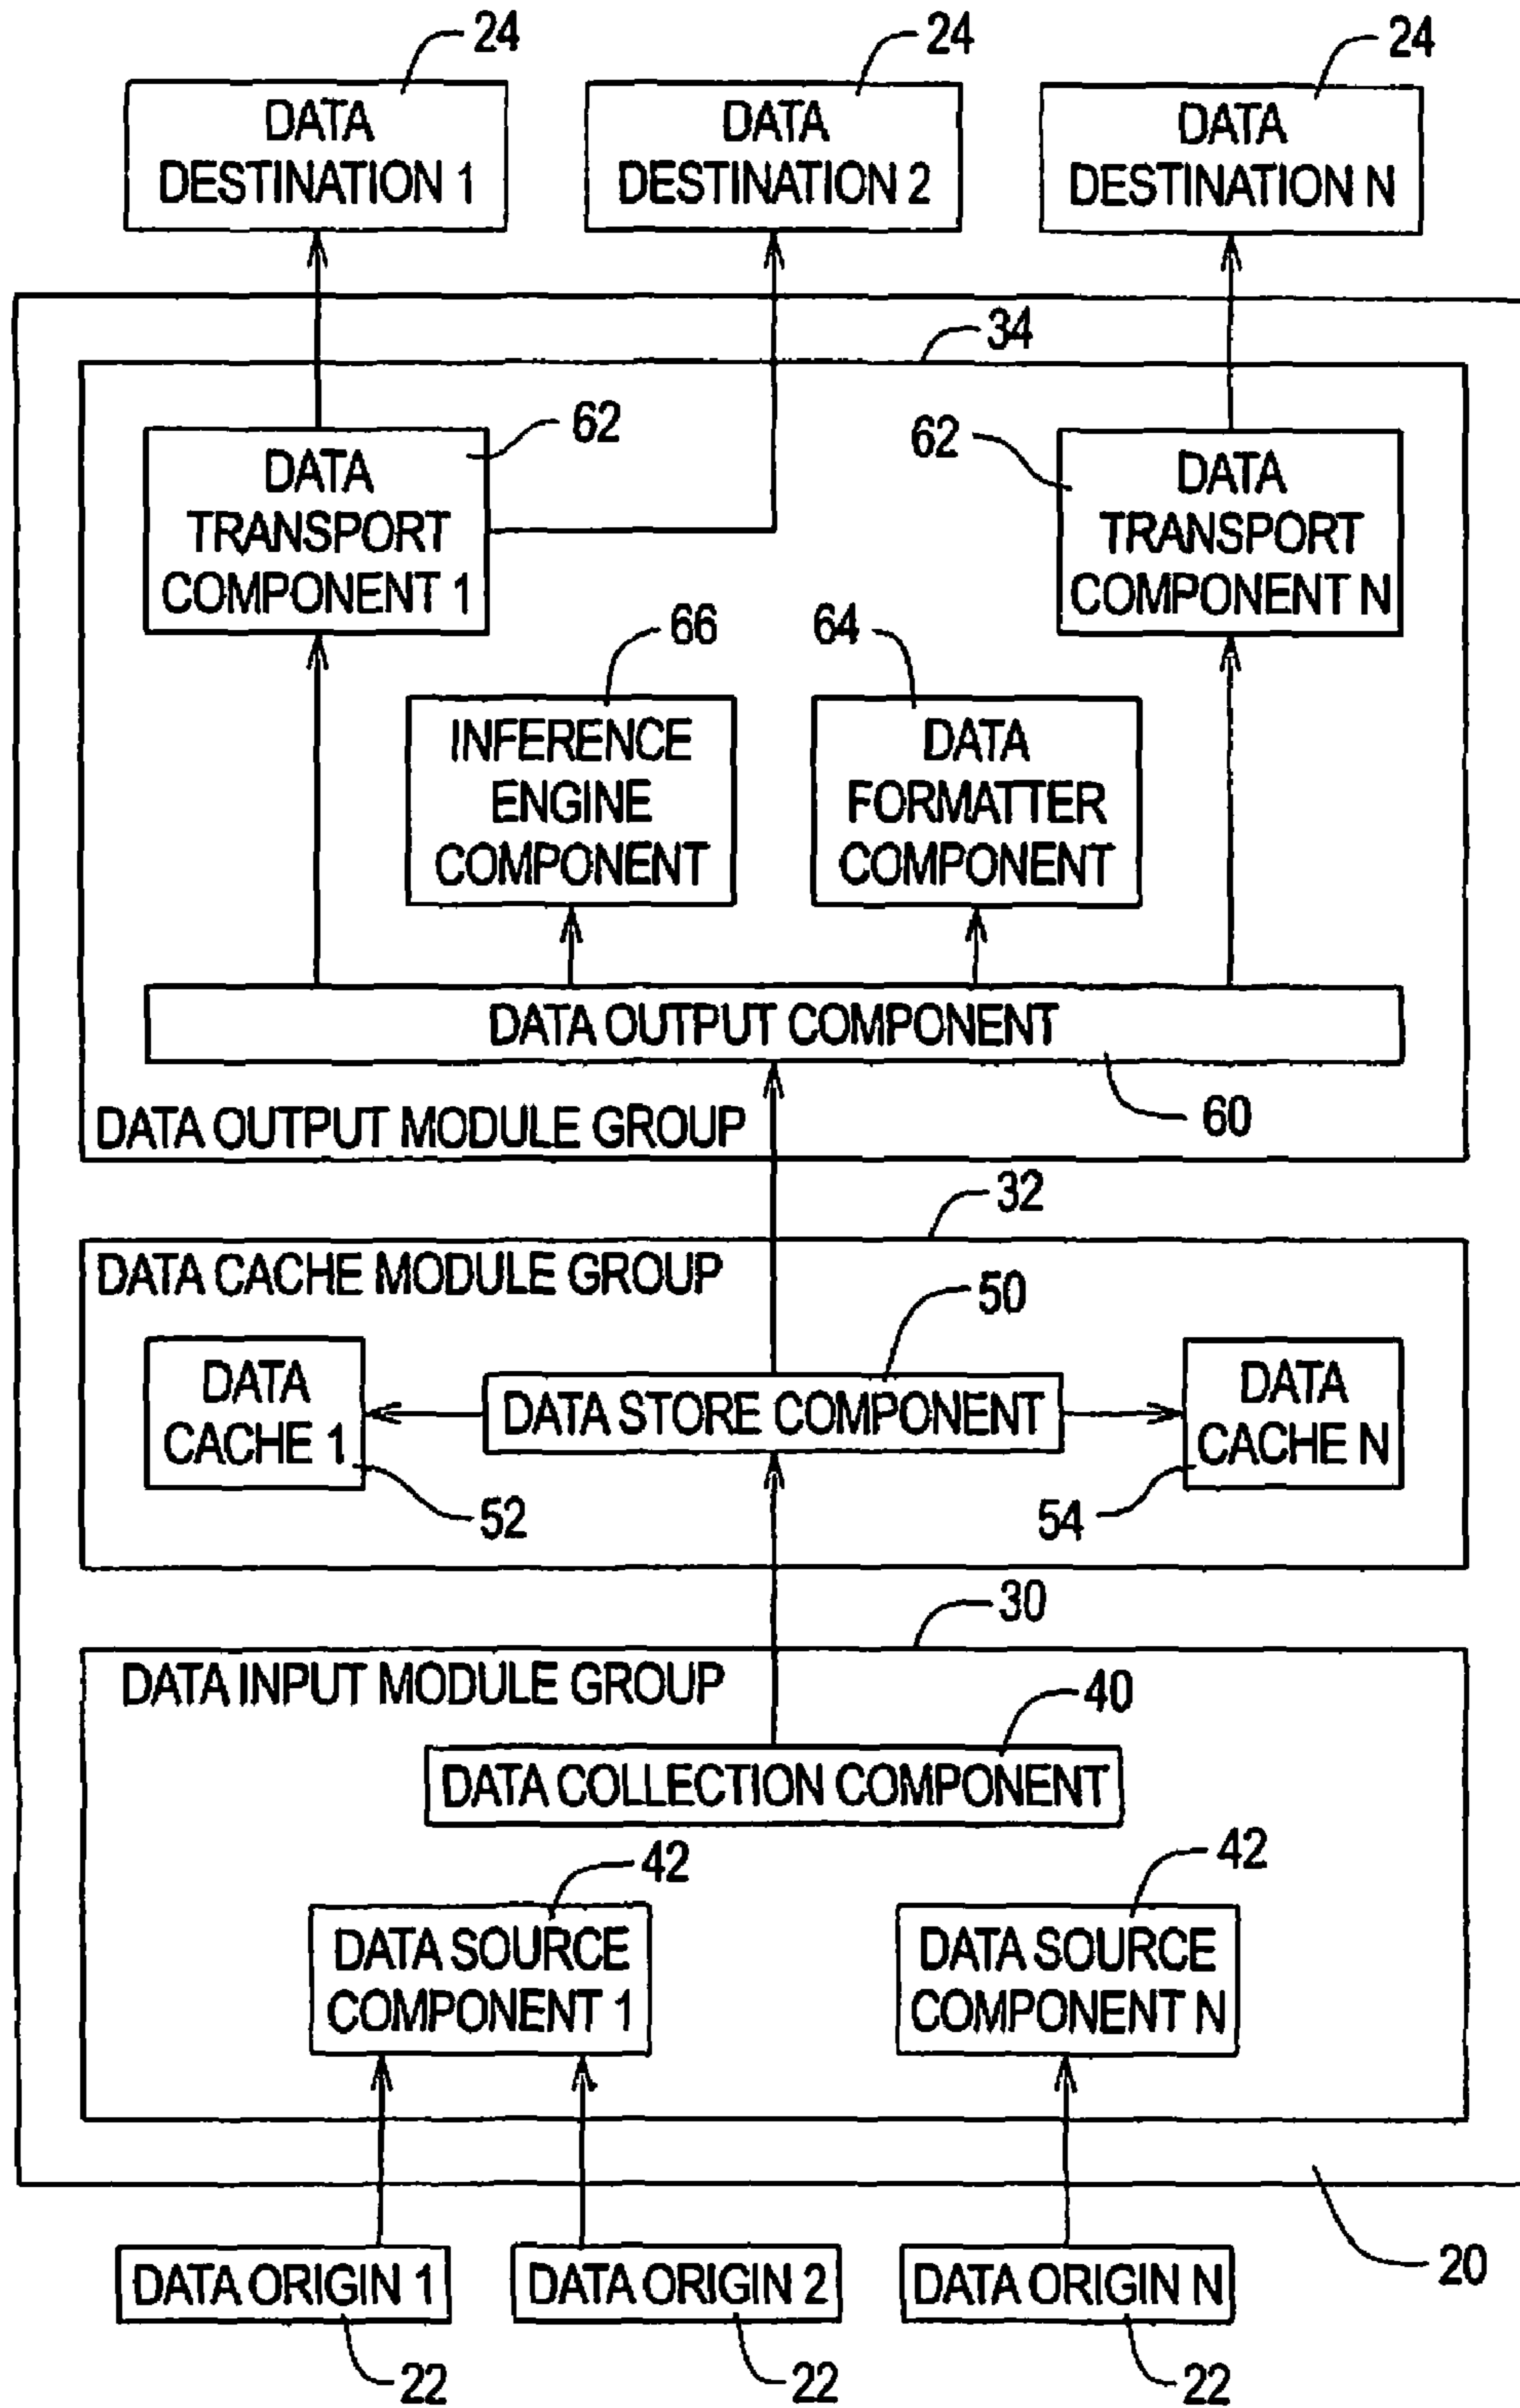 24
24
24
DATA
DESTINATION 1
DATA
DESTINATION 2
DATA
DESTINATION N
34
62
62
DATA
TRANSPORT
COMPONENT 1
DATA
TRANSPORT
COMPONENT N
66
64
INFERENCE
ENGINE
COMPONENT
DATA
FORMATTER
COMPONENT
DATA OUTPUT COMPONENT
60
DATA OUTPUT MODULE GROUP
32
DATA CACHE MODULE GROUP
50
DATA
CACHE 1
DATA STORE COMPONENT
DATA
CACHE N
52
54
30
DATA INPUT MODULE GROUP
40
DATA COLLECTION COMPONENT
42
42
DATA SOURCE
COMPONENT 1
DATA SOURCE
COMPONENT N
20
DATA ORIGIN 1
DATA ORIGIN 2
DATA ORIGIN N
22
22
22